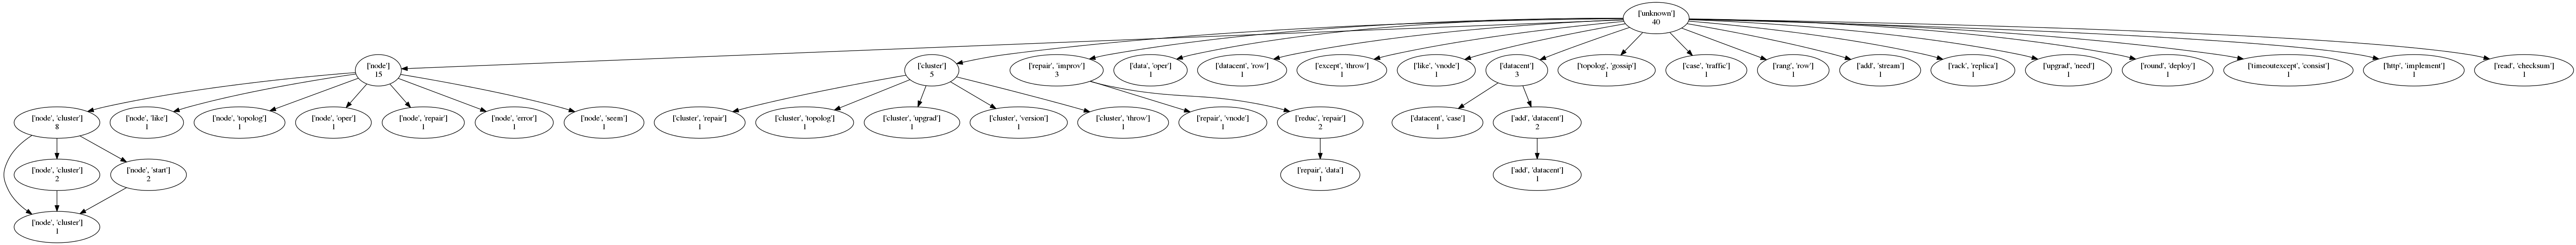 ['unknown']
40
['node']
15
['cluster']
5
['repair', 'improv']
3
['data', 'oper']
1
['datacent', 'row']
1
['except', 'throw']
1
['like', 'vnode']
1
['datacent']
3
['topolog', 'gossip']
1
['case', 'traffic']
1
['rang', 'row']
1
['add', 'stream']
1
['rack', 'replica']
1
['upgrad', 'need']
1
['round', 'deploy']
1
['timeoutexcept', 'consist']
1
['http', 'implement']
1
['read', 'checksum']
1
['node', 'cluster']
8
['node', 'like']
1
['node', 'topolog']
1
['node', 'oper']
1
['node', 'repair']
1
['node', 'error']
1
['node', 'seem']
1
['cluster', 'repair']
1
['cluster', 'topolog']
1
['cluster', 'upgrad']
1
['cluster', 'version']
1
['cluster', 'throw']
1
['repair', 'vnode']
1
['reduc', 'repair']
2
['datacent', 'case']
1
['add', 'datacent']
2
['node', 'cluster']
2
['node', 'start']
2
['repair', 'data']
1
['add', 'datacent']
1
['node', 'cluster']
1